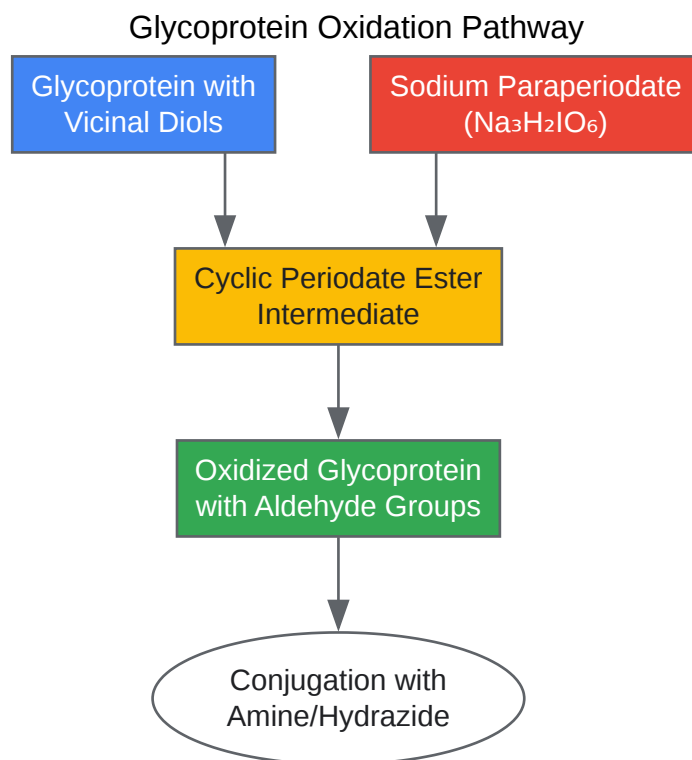 Glycoprotein Oxidation Pathway
Glycoprotein with
Vicinal Diols
Sodium Paraperiodate
(Na₃H₂IO₆)
Cyclic Periodate Ester
Intermediate
Oxidized Glycoprotein
with Aldehyde Groups
Conjugation with
Amine/Hydrazide